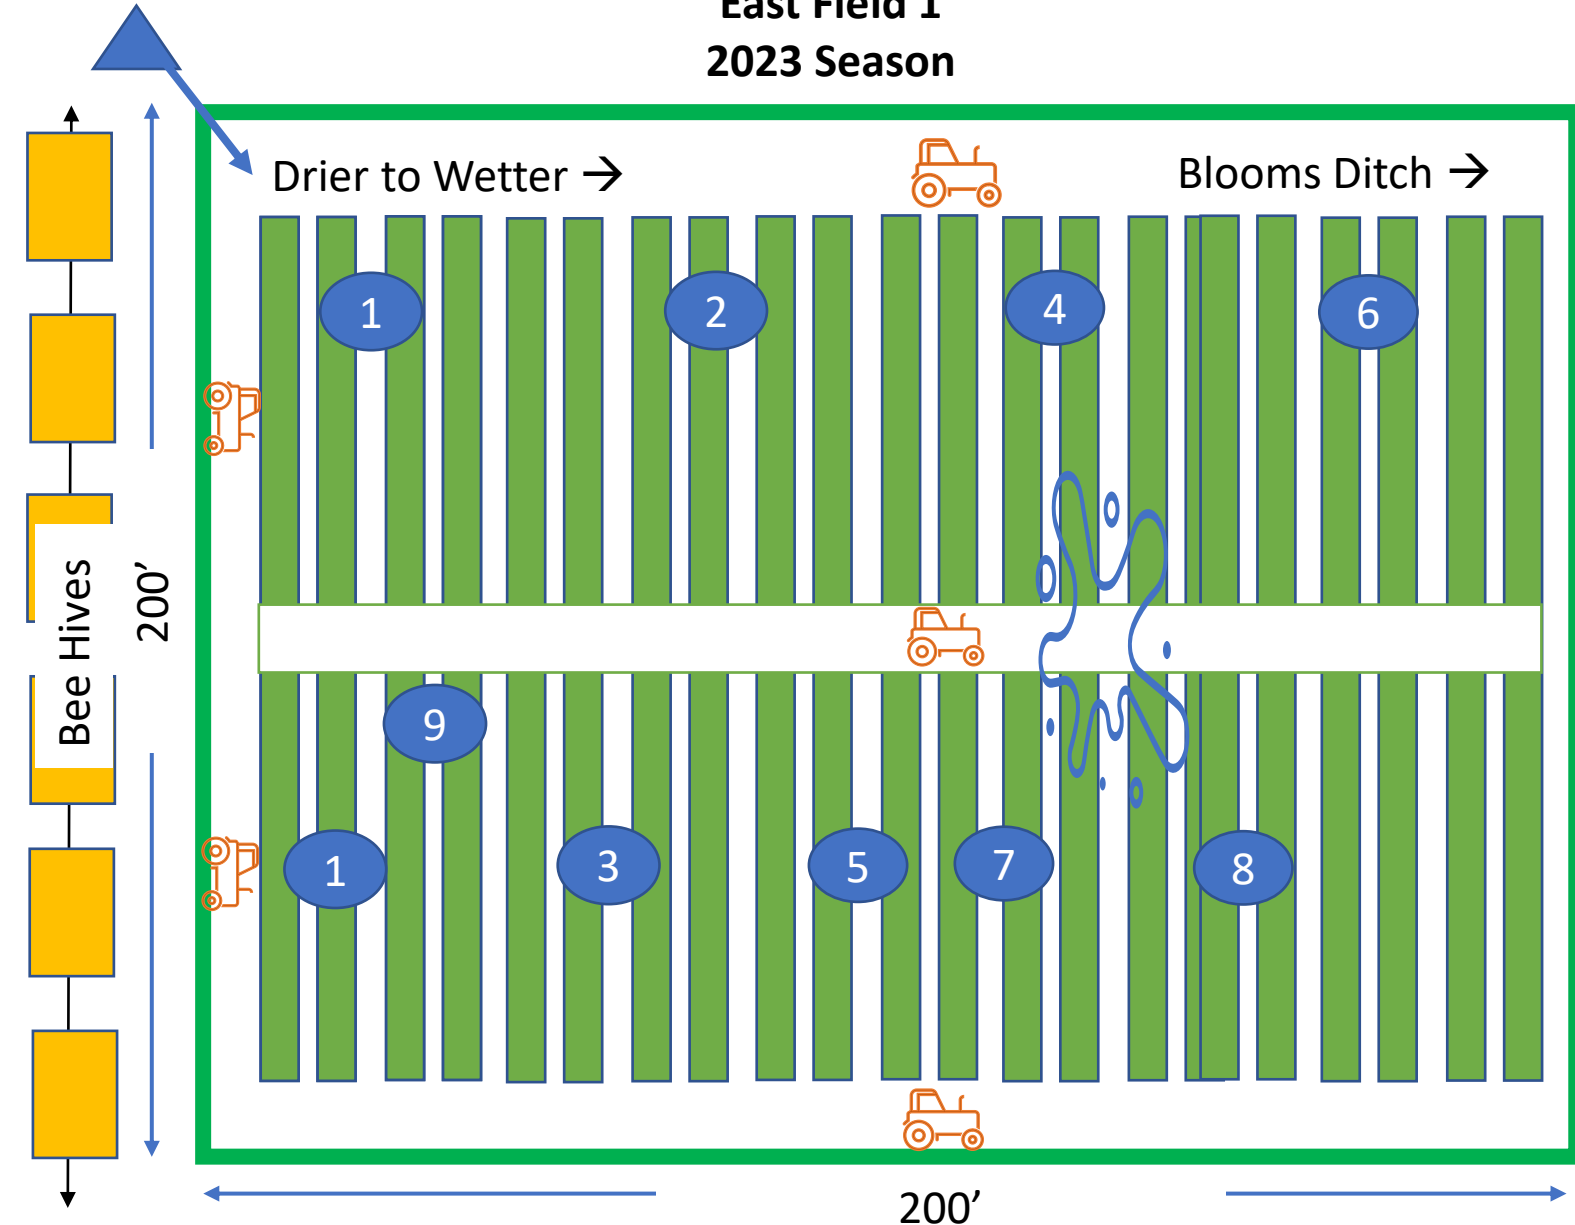 East Field 1
2023 Season
Drier to Wetter →
Blooms Ditch →
1
2
4
6
Bee Hives
200’
9
1
3
5
7
8
200’